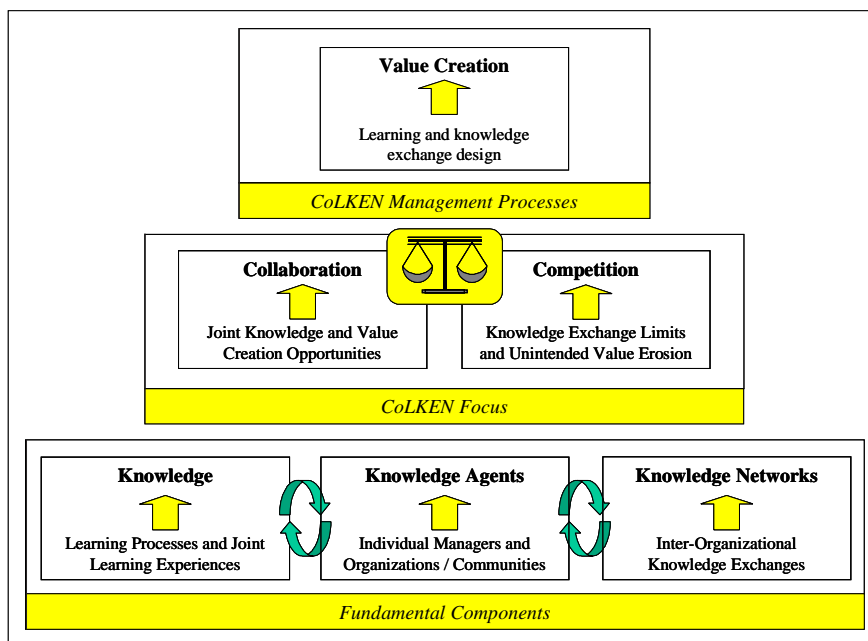 Value Creation
Learning and knowledge
exchange design
CoLKEN Management Processes
Collaboration
Joint Knowledge and Value
Creation Opportunities
Competition
Knowledge Exchange Limits
and Unintended Value Erosion
CoLKEN Focus
Knowledge
Learning Processes and Joint
Learning Experiences
Knowledge Agents
Individual Managers and
Organizations / Communities
Knowledge Networks
Inter-Organizational
Knowledge Exchanges
Fundamental Components